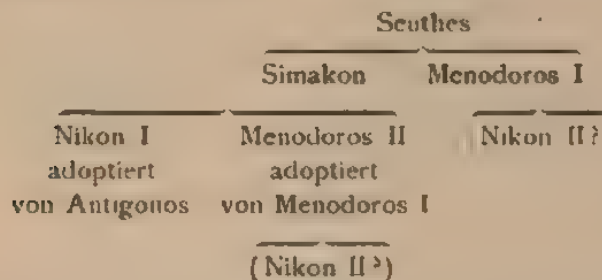 Seuthes
Simakon Menodoros I
Nikon I Menodoros II Nikon II?
adoptiert adoptiert
von Antigonos von Menodoros I
(Nikon II?)